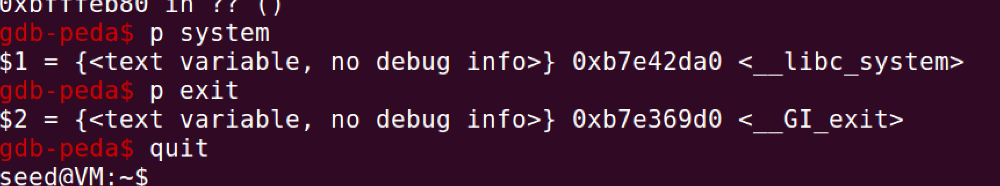 0xbfffeb80 in ?? ()
gdb-peda$ p system
$1 = {<text variable, no debug info>} 0xb7e42da0 <__libc_system>
gdb-peda$ p exit
$2 = {<text variable, no debug info>} 0xb7e369d0 <__GI_exit>
gdb-peda$ quit
seed@VM:~$